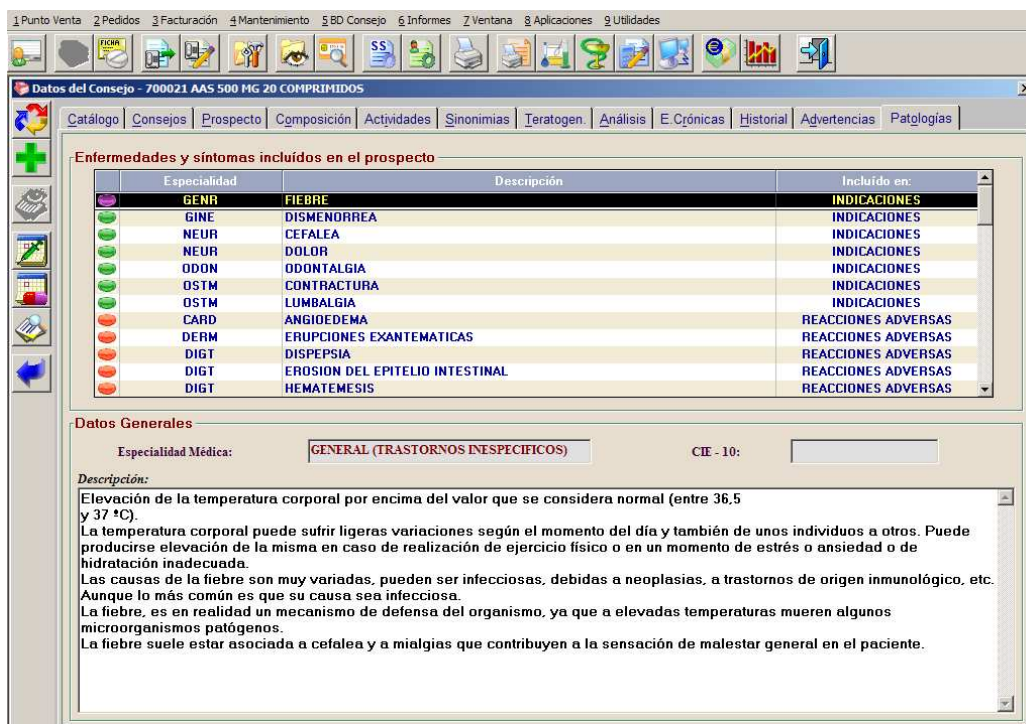 1 Punto Venta 2 Pedidos 3 Facturación 4 Mantenimiento 5 BD Consejo 6 Informes 7 Ventana 8 Aplicaciones 9 Utilidades
FICHA
SS
Datos del Consejo - 700021 AAS 500 MG 20 COMPRIMIDOS
Catálogo Consejos Prospecto Composición Actividades Sinonimias Teratogen. Análisis E.Crónicas Historial Advertencias Patologías
Enfermedades y síntomas incluídos en el prospecto
Especialidad Descripción Incluído en:
GENR FIEBRE INDICACIONES
GINE DISMENORREA INDICACIONES
NEUR CEFALEA INDICACIONES
NEUR DOLOR INDICACIONES
ODON ODONTALGIA INDICACIONES
OSTM CONTRACTURA INDICACIONES
OSTM LUMBALGIA INDICACIONES
CARD ANGIOEDEMA REACCIONES ADVERSAS
DERM ERUPCIONES EXANTEMATICAS REACCIONES ADVERSAS
DIGT DISPEPSIA REACCIONES ADVERSAS
DIGT EROSION DEL EPITELIO INTESTINAL REACCIONES ADVERSAS
DIGT HEMATEMESIS REACCIONES ADVERSAS
Datos Generales
Especialidad Médica: GENERAL (TRASTORNOS INESPECIFICOS) CIE - 10:
Descripción:
Elevación de la temperatura corporal por encima del valor que se considera normal (entre 36,5
y 37 ºC).
La temperatura corporal puede sufrir ligeras variaciones según el momento del día y también de unos individuos a otros. Puede
producirse elevación de la misma en caso de realización de ejercicio físico o en un momento de estrés o ansiedad o de
hidratación inadecuada.
Las causas de la fiebre son muy variadas, pueden ser infecciosas, debidas a neoplasias, a trastornos de origen inmunológico, etc.
Aunque lo más común es que su causa sea infecciosa.
La fiebre, es en realidad un mecanismo de defensa del organismo, ya que a elevadas temperaturas mueren algunos
microorganismos patógenos.
La fiebre suele estar asociada a cefalea y a mialgias que contribuyen a la sensación de malestar general en el paciente.